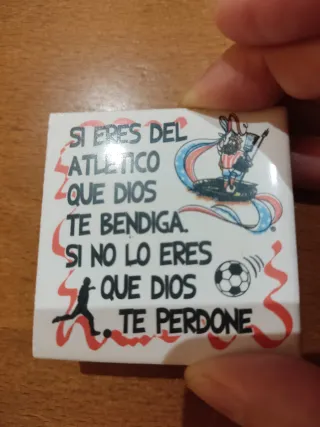 SI ERES DEL
ATLETICO
QUE DIOS
TE BENDIGA.
SI NO LO ERES
QUE DIOS
TE PERDONE